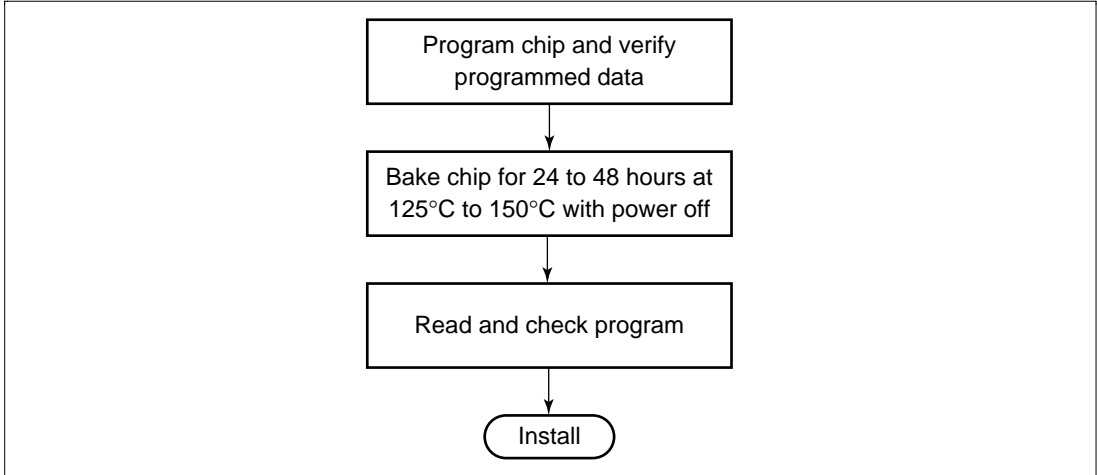 Program chip and verify
programmed data
Bake chip for 24 to 48 hours at
125°C to 150°C with power off
Read and check program
Install